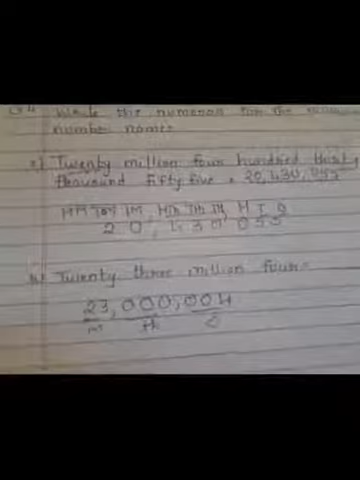 Write the numeral for the
number names
a) Twenty million four hundred thirty
thousand fifty five = 20,430,055
HM TM M, HTh TTh Th, H T O
2 0, 4 3 0, 0 5 5
b) Twenty three million four =
23,000,004
M Th O